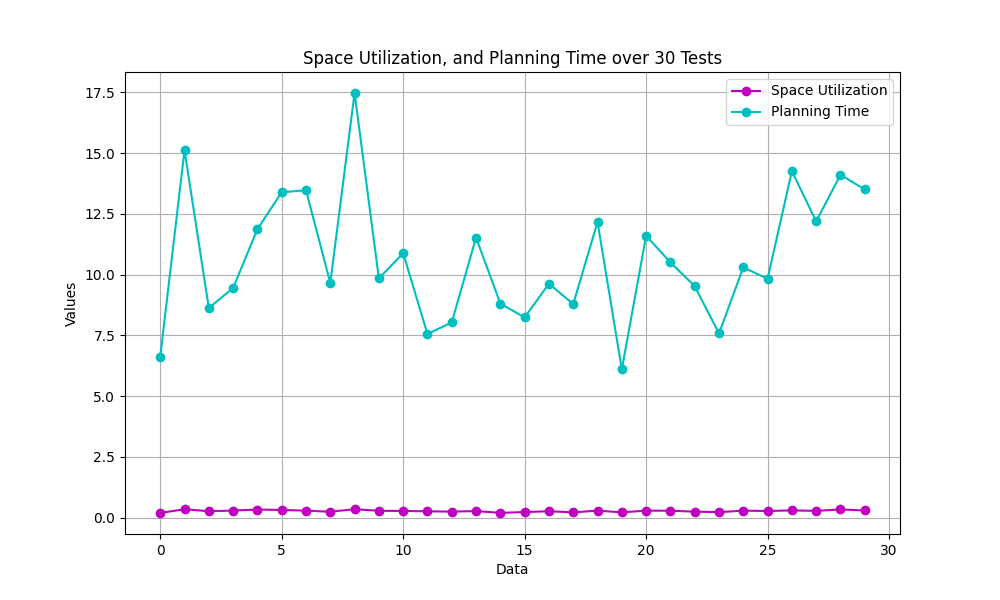 Space Utilization, and Planning Time over 30 Tests
Space Utilization
Planning Time
Values
17.5
15.0
12.5
10.0
7.5
5.0
2.5
0.0
0 5 10 15 20 25 30
Data